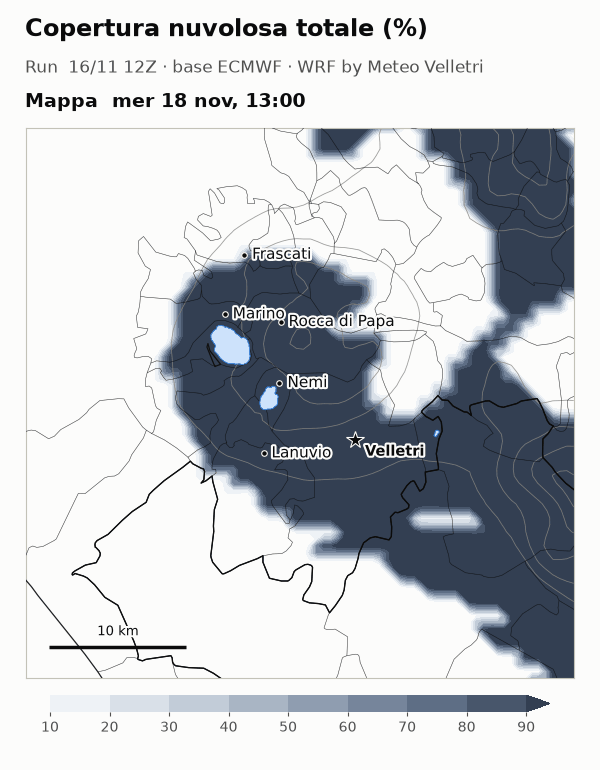 Copertura nuvolosa totale (%)
Run  16/11 12Z · base ECMWF · WRF by Meteo Velletri
Mappa  mer 18 nov, 13:00
Frascati
Marino
Rocca di Papa
Nemi
Velletri
Lanuvio
10 km
10 20 30 40 50 60 70 80 90